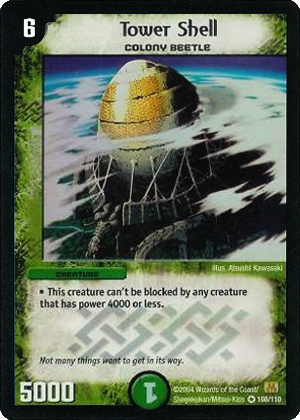 6
Tower Shell
COLONY BEETLE
Illus. Atsushi Kawasaki
CREATURE
▪ This creature can't be blocked by any creature
that has power 4000 or less.
Not many things want to get in its way.
5000
1
©2004 Wizards of the Coast/
Shogakukan/Mitsui-Kids 108/110